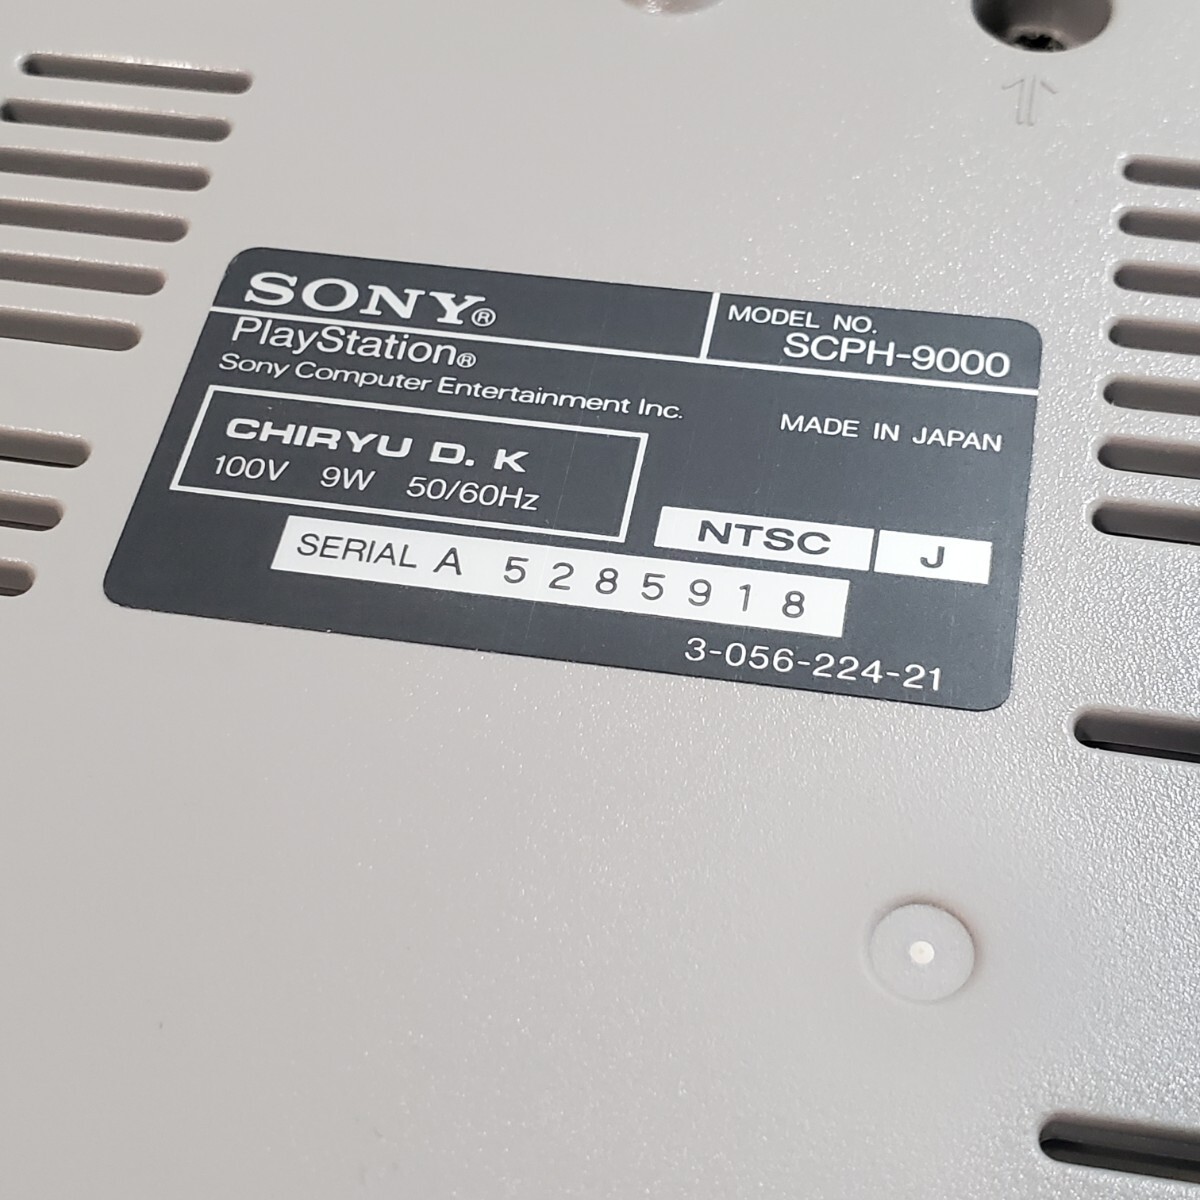 SONY®
MODEL NO.
SCPH-9000
PlayStation®
Sony Computer Entertainment Inc.
MADE IN JAPAN
CHIRYU D. K
100V 9W 50/60Hz
NTSC J
SERIAL A 5285918
3-056-224-21